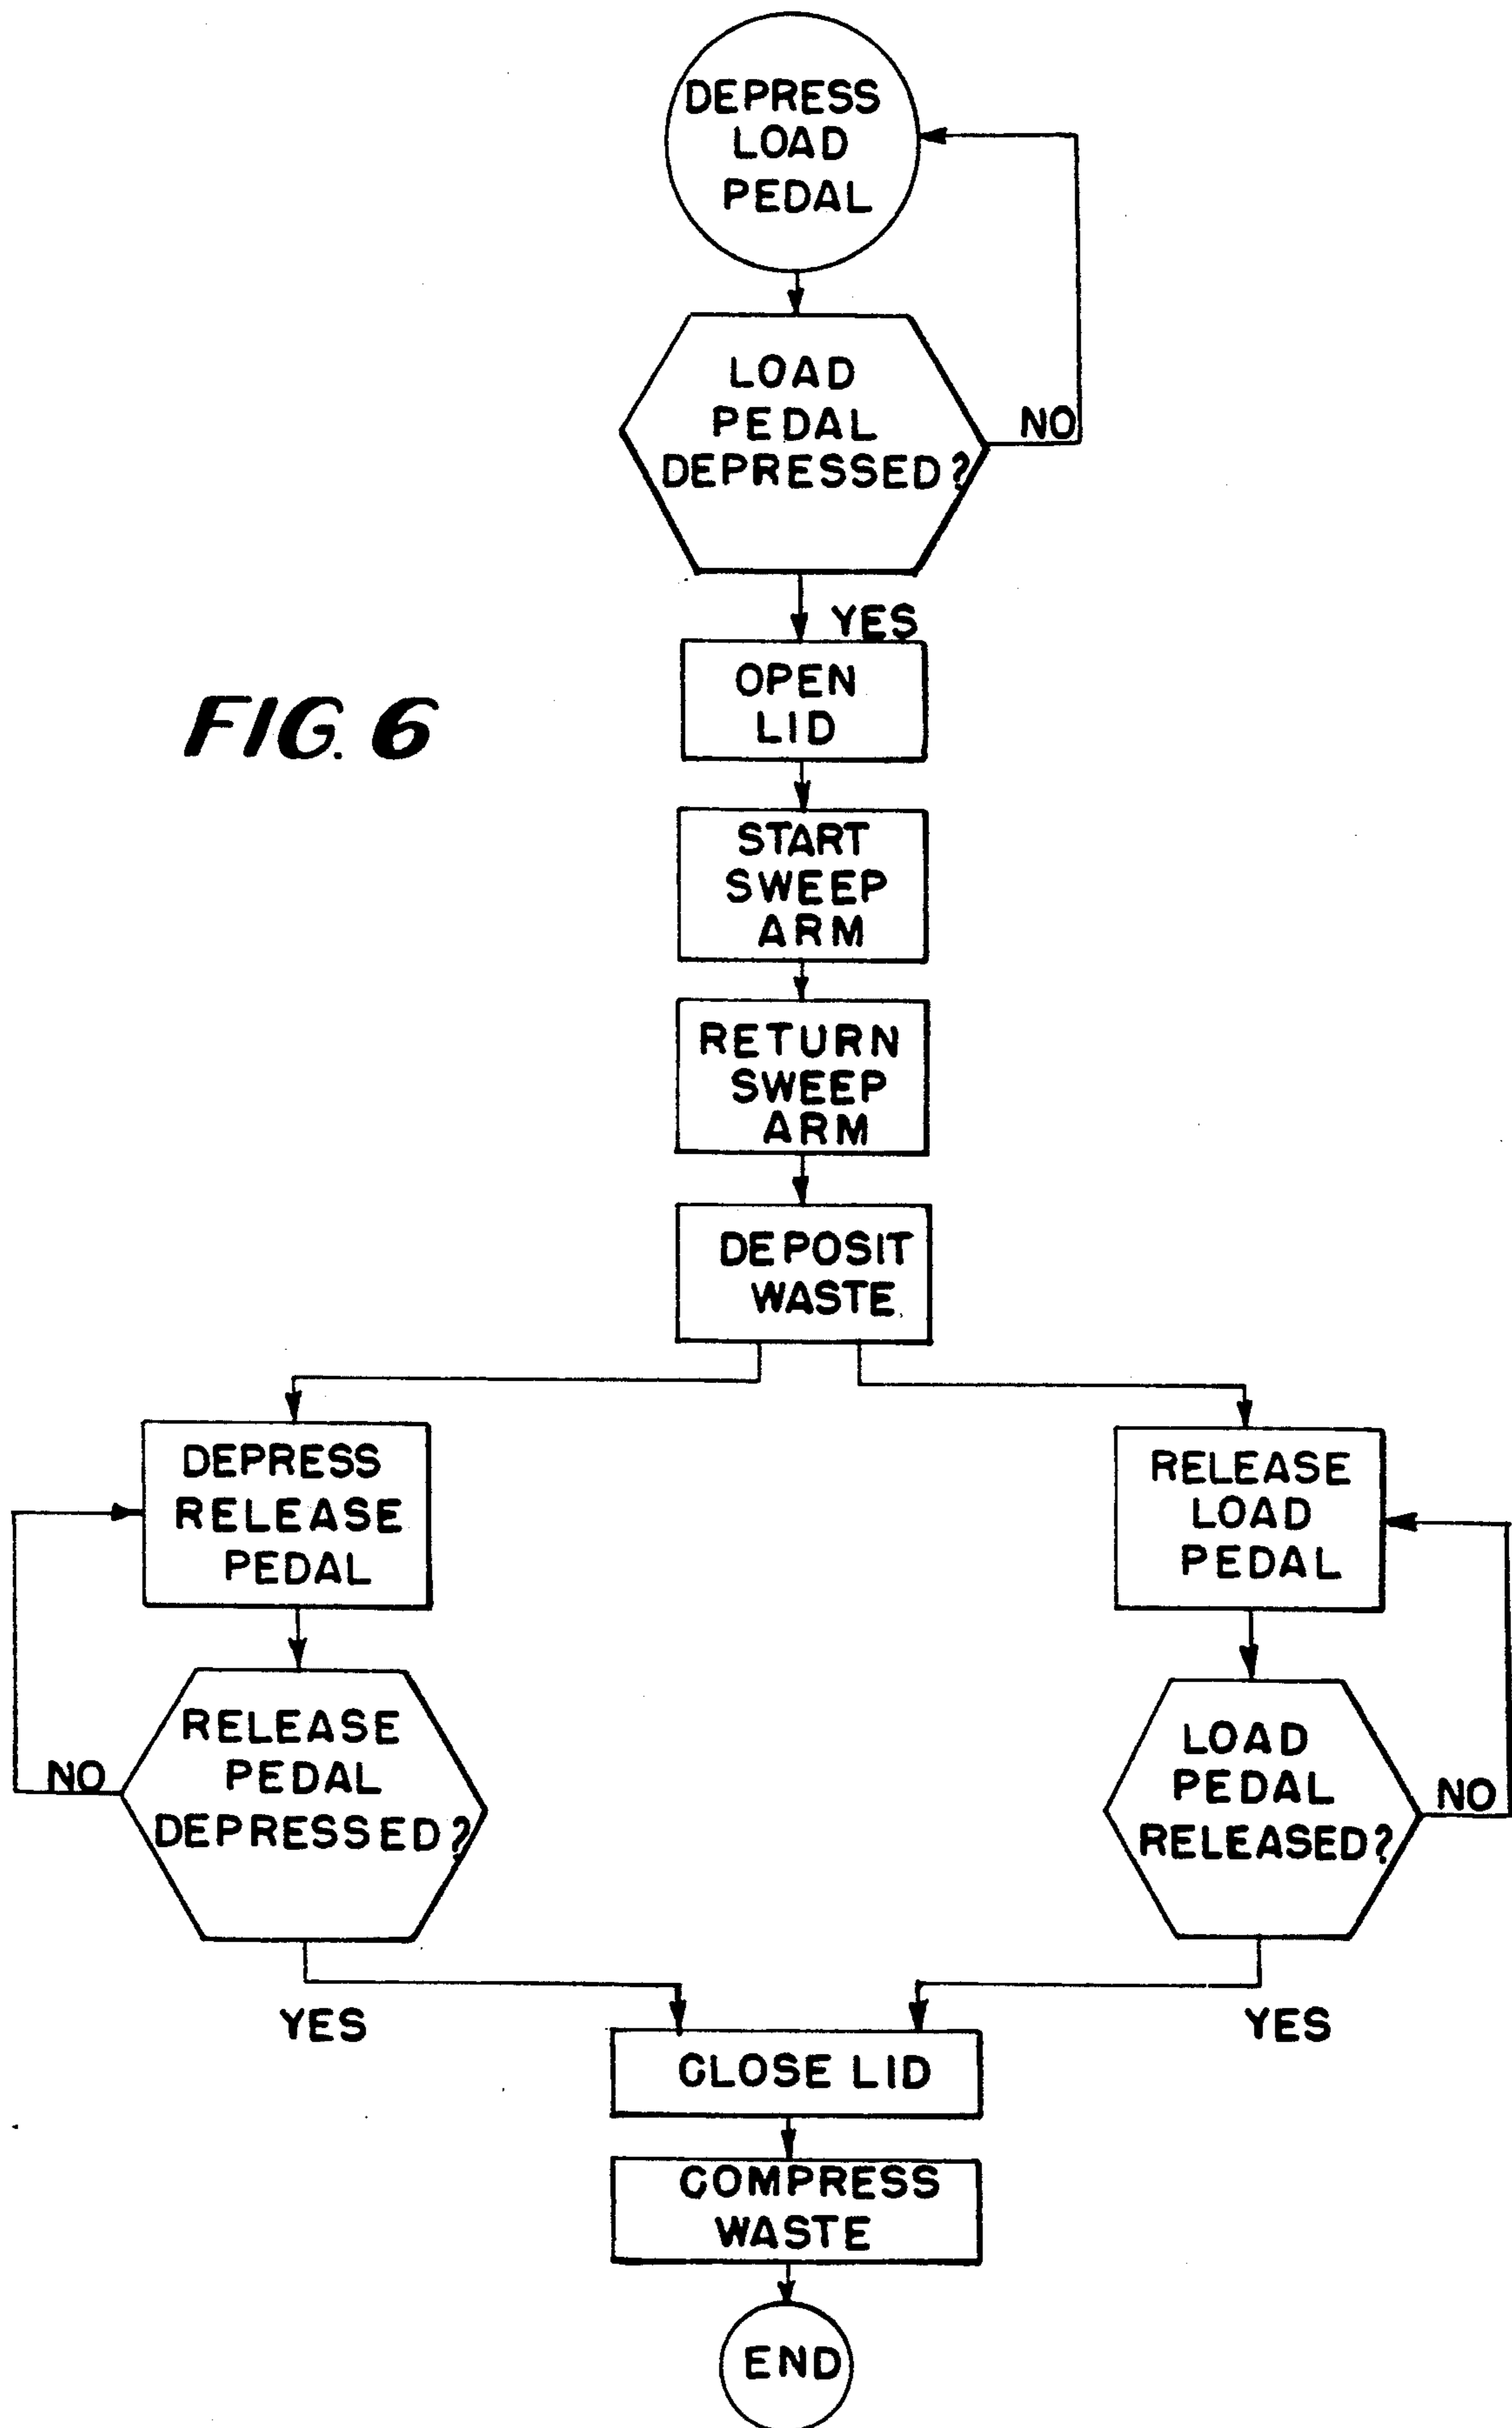 DEPRESS
LOAD
PEDAL
LOAD
PEDAL
DEPRESSED?
NO
YES
OPEN
LID
FIG. 6
START
SWEEP
ARM
RETURN
SWEEP
ARM
DEPOSIT
WASTE
DEPRESS
RELEASE
PEDAL
RELEASE
LOAD
PEDAL
RELEASE
PEDAL
DEPRESSED?
NO
LOAD
PEDAL
RELEASED?
NO
YES
YES
CLOSE LID
COMPRESS
WASTE
END